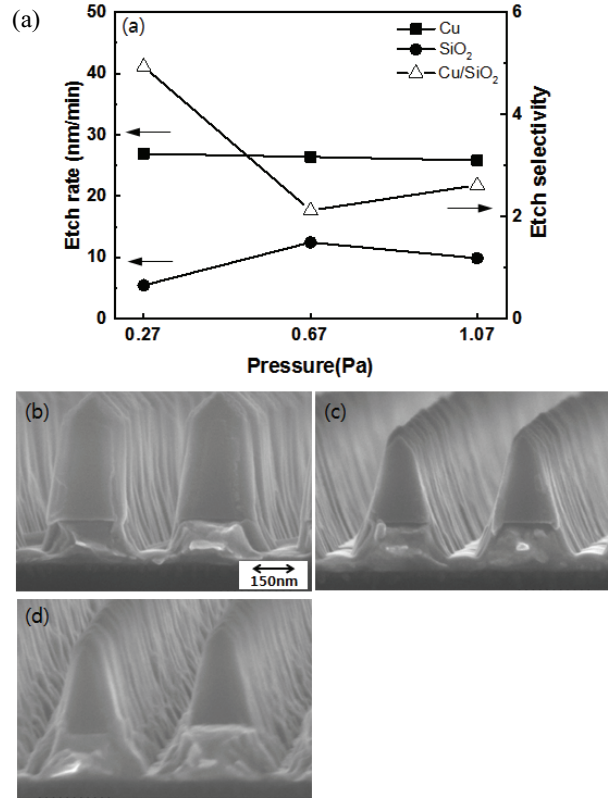 (a)
(a)
Cu
SiO₂
Cu/SiO₂
50
40
30
20
10
0
Etch rate (nm/min)
6
4
2
0
Etch selectivity
0.27
0.67
1.07
Pressure(Pa)
(b)
(c)
150nm
(d)